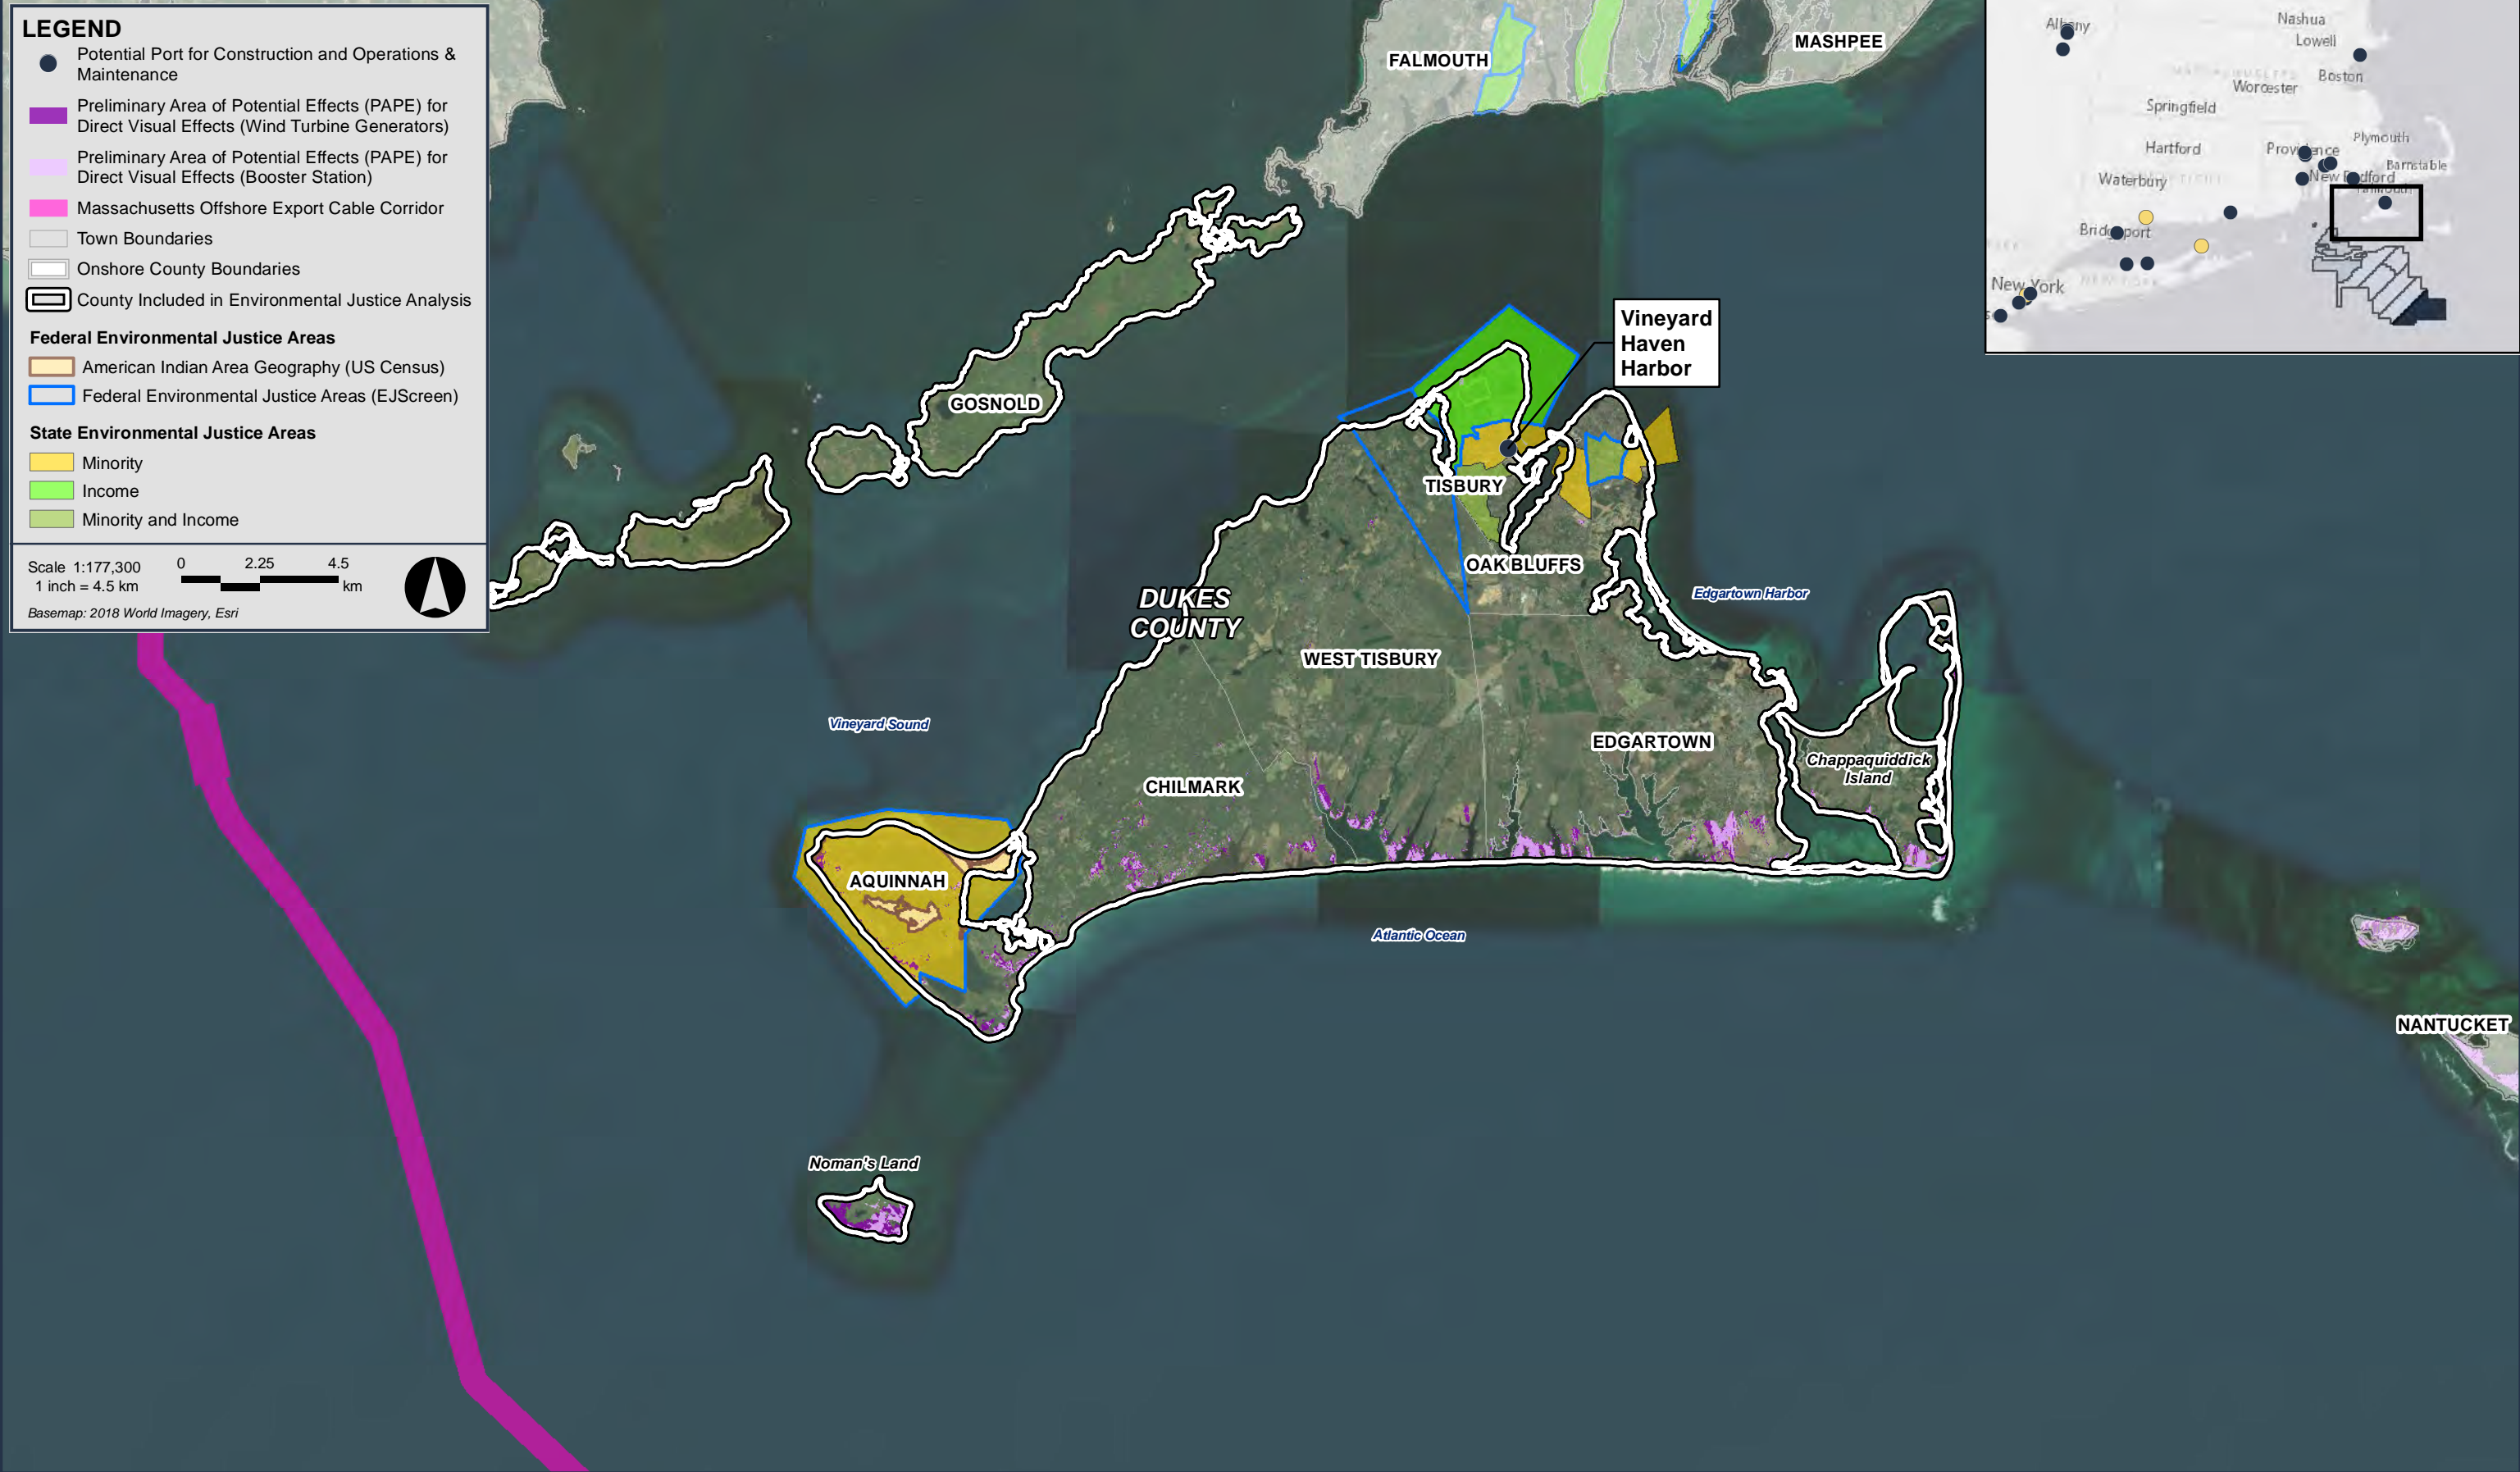 LEGEND
Potential Port for Construction and Operations &
Maintenance
Preliminary Area of Potential Effects (PAPE) for
Direct Visual Effects (Wind Turbine Generators)
Preliminary Area of Potential Effects (PAPE) for
Direct Visual Effects (Booster Station)
Massachusetts Offshore Export Cable Corridor
Town Boundaries
Onshore County Boundaries
County Included in Environmental Justice Analysis
Federal Environmental Justice Areas
American Indian Area Geography (US Census)
Federal Environmental Justice Areas (EJScreen)
State Environmental Justice Areas
Minority
Income
Minority and Income
Scale 1:177,300
1 inch = 4.5 km
0 2.25 4.5
km
Basemap: 2018 World Imagery, Esri
FALMOUTH
MASHPEE
Vineyard
Haven
Harbor
GOSNOLD
TISBURY
OAK BLUFFS
Edgartown Harbor
DUKES
COUNTY
WEST TISBURY
Vineyard Sound
EDGARTOWN
Chappaquiddick
Island
CHILMARK
AQUINNAH
Atlantic Ocean
NANTUCKET
Noman's Land
Albany
Nashua
Lowell
MASSACHUSETTS
Boston
Worcester
Springfield
Plymouth
Hartford
Providence
Barnstable
Waterbury
New Bedford
Bridgeport
New York
NEW YORK